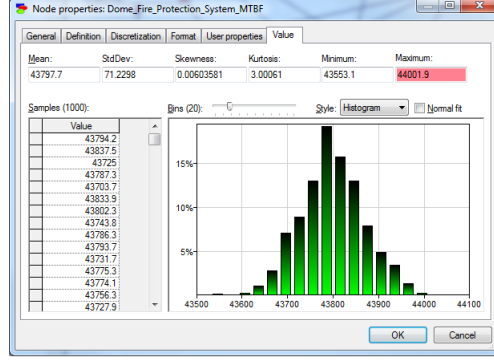 Node properties: Dome_Fire_Protection_System_MTBF
General Definition Discretization Format User properties Value
Mean: StdDev: Skewness: Kurtosis: Minimum: Maximum:
43797.7 71.2298 0.00603581 3.00061 43553.1 44001.9
Samples (1000): Bins (20): Style: Histogram Normal fit
Value
43794.2
43837.5
43725
43787.3
43703.7
43833.9
43802.3
43743.8
43786.3
43793.7
43731.7
43775.3
43774.1
43756.3
43727.9
15%
10%
5%
43500 43600 43700 43800 43900 44000 44100
OK Cancel